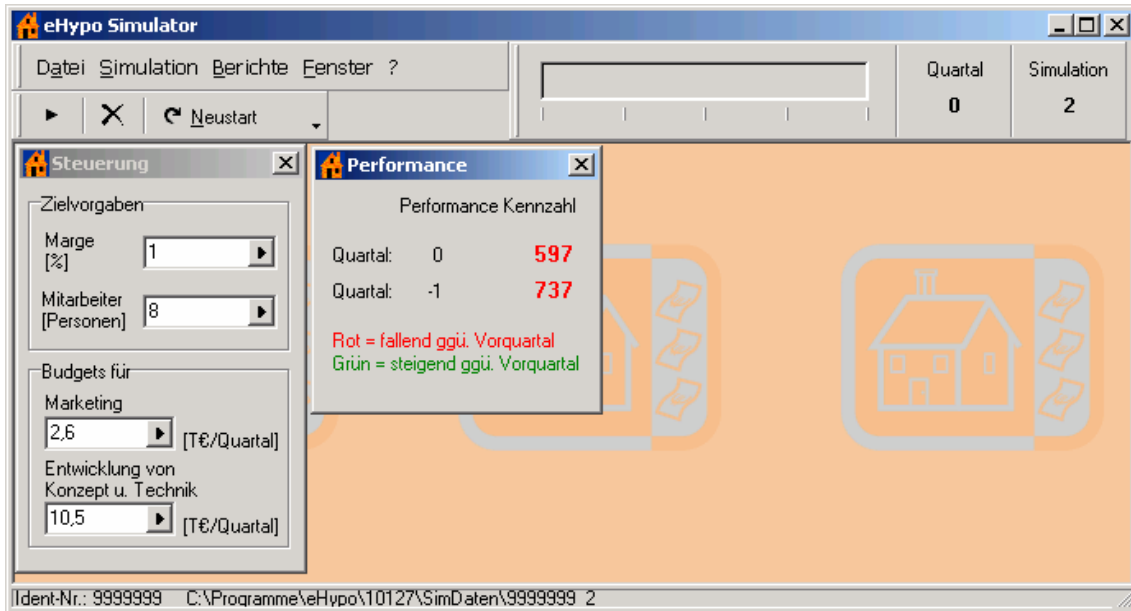 eHypo Simulator
Datei Simulation Berichte Fenster ?
Neustart
Quartal
0
Simulation
2
Steuerung
Zielvorgaben
Marge
[%]
1
Mitarbeiter
[Personen]
8
Budgets für
Marketing
2,6
[T€/Quartal]
Entwicklung von
Konzept u. Technik
10,5
[T€/Quartal]
Performance
Performance Kennzahl
Quartal: 0 597
Quartal: -1 737
Rot = fallend ggü. Vorquartal
Grün = steigend ggü. Vorquartal
Ident-Nr.: 9999999 C:\Programme\eHypo\10127\SimDaten\9999999_2